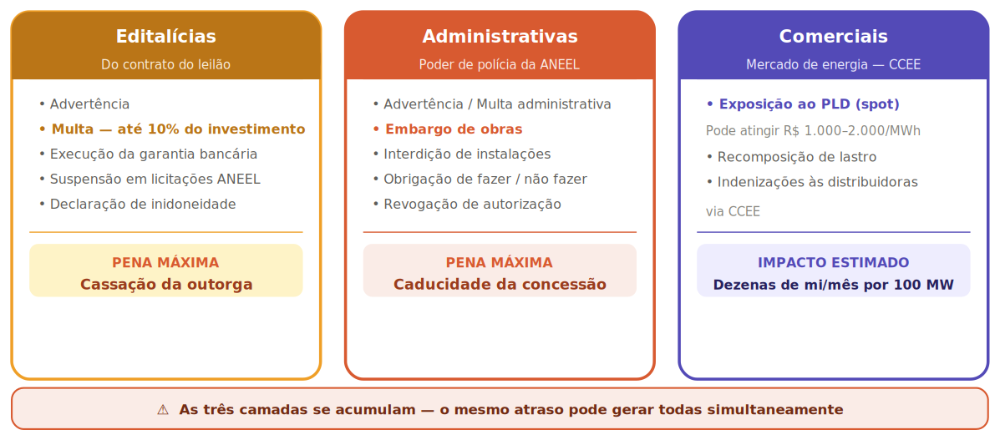 Editalícias
Do contrato do leilão
• Advertência
• Multa — até 10% do investimento
• Execução da garantia bancária
• Suspensão em licitações ANEEL
• Declaração de inidoneidade
PENA MÁXIMA
Cassação da outorga
Administrativas
Poder de polícia da ANEEL
• Advertência / Multa administrativa
• Embargo de obras
• Interdição de instalações
• Obrigação de fazer / não fazer
• Revogação de autorização
PENA MÁXIMA
Caducidade da concessão
Comerciais
Mercado de energia — CCEE
• Exposição ao PLD (spot)
Pode atingir R$ 1.000–2.000/MWh
• Recomposição de lastro
• Indenizações às distribuidoras
via CCEE
IMPACTO ESTIMADO
Dezenas de mi/mês por 100 MW
⚠ As três camadas se acumulam — o mesmo atraso pode gerar todas simultaneamente